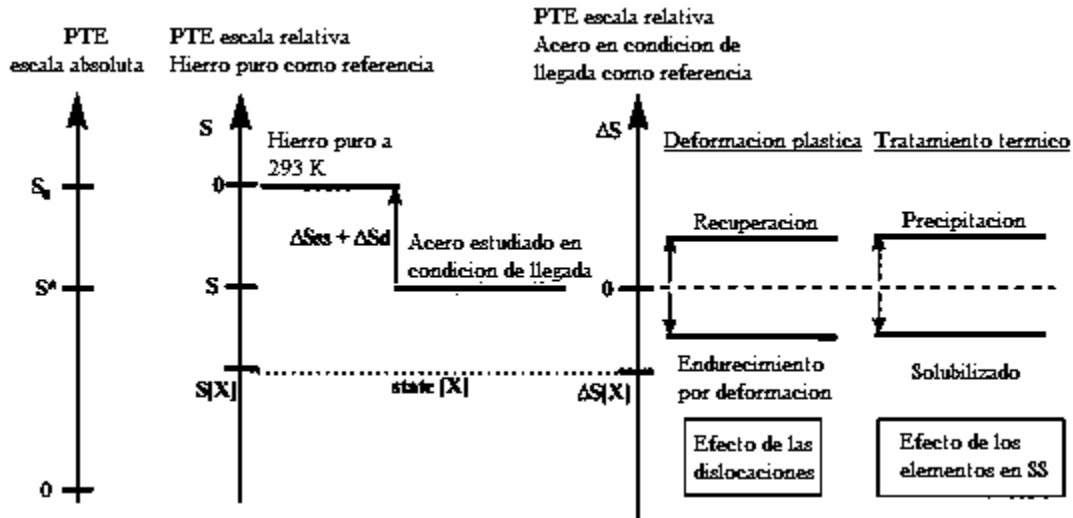 PTE
escala absoluta
S₀
S*
0
PTE escala relativa
Hierro puro como referencia
S
Hierro puro a
293 K
0
ΔSss + ΔSd
Acero estudiado en
condicion de llegada
S
S[X]
state [X]
PTE escala relativa
Acero en condicion de
llegada como referencia
ΔS
0
ΔS[X]
Deformacion plastica
Recuperacion
Endurecimiento
por deformacion
Efecto de las
dislocaciones
Tratamiento termico
Precipitacion
Solubilizado
Efecto de los
elementos en SS